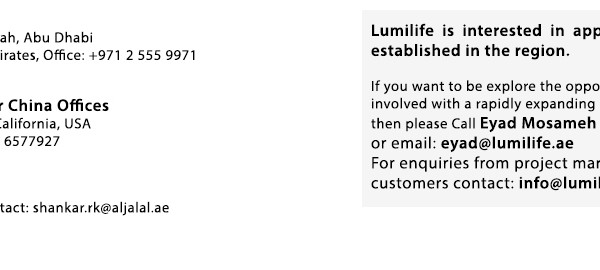 ah, Abu Dhabi
irates, Office: +971 2 555 9971
r China Offices
California, USA
6577927
tact: shankar.rk@aljalal.ae
Lumilife is interested in app
established in the region.
If you want to be explore the oppo
involved with a rapidly expanding
then please Call Eyad Mosameh
or email: eyad@lumilife.ae
For enquiries from project mar
customers contact: info@lumil